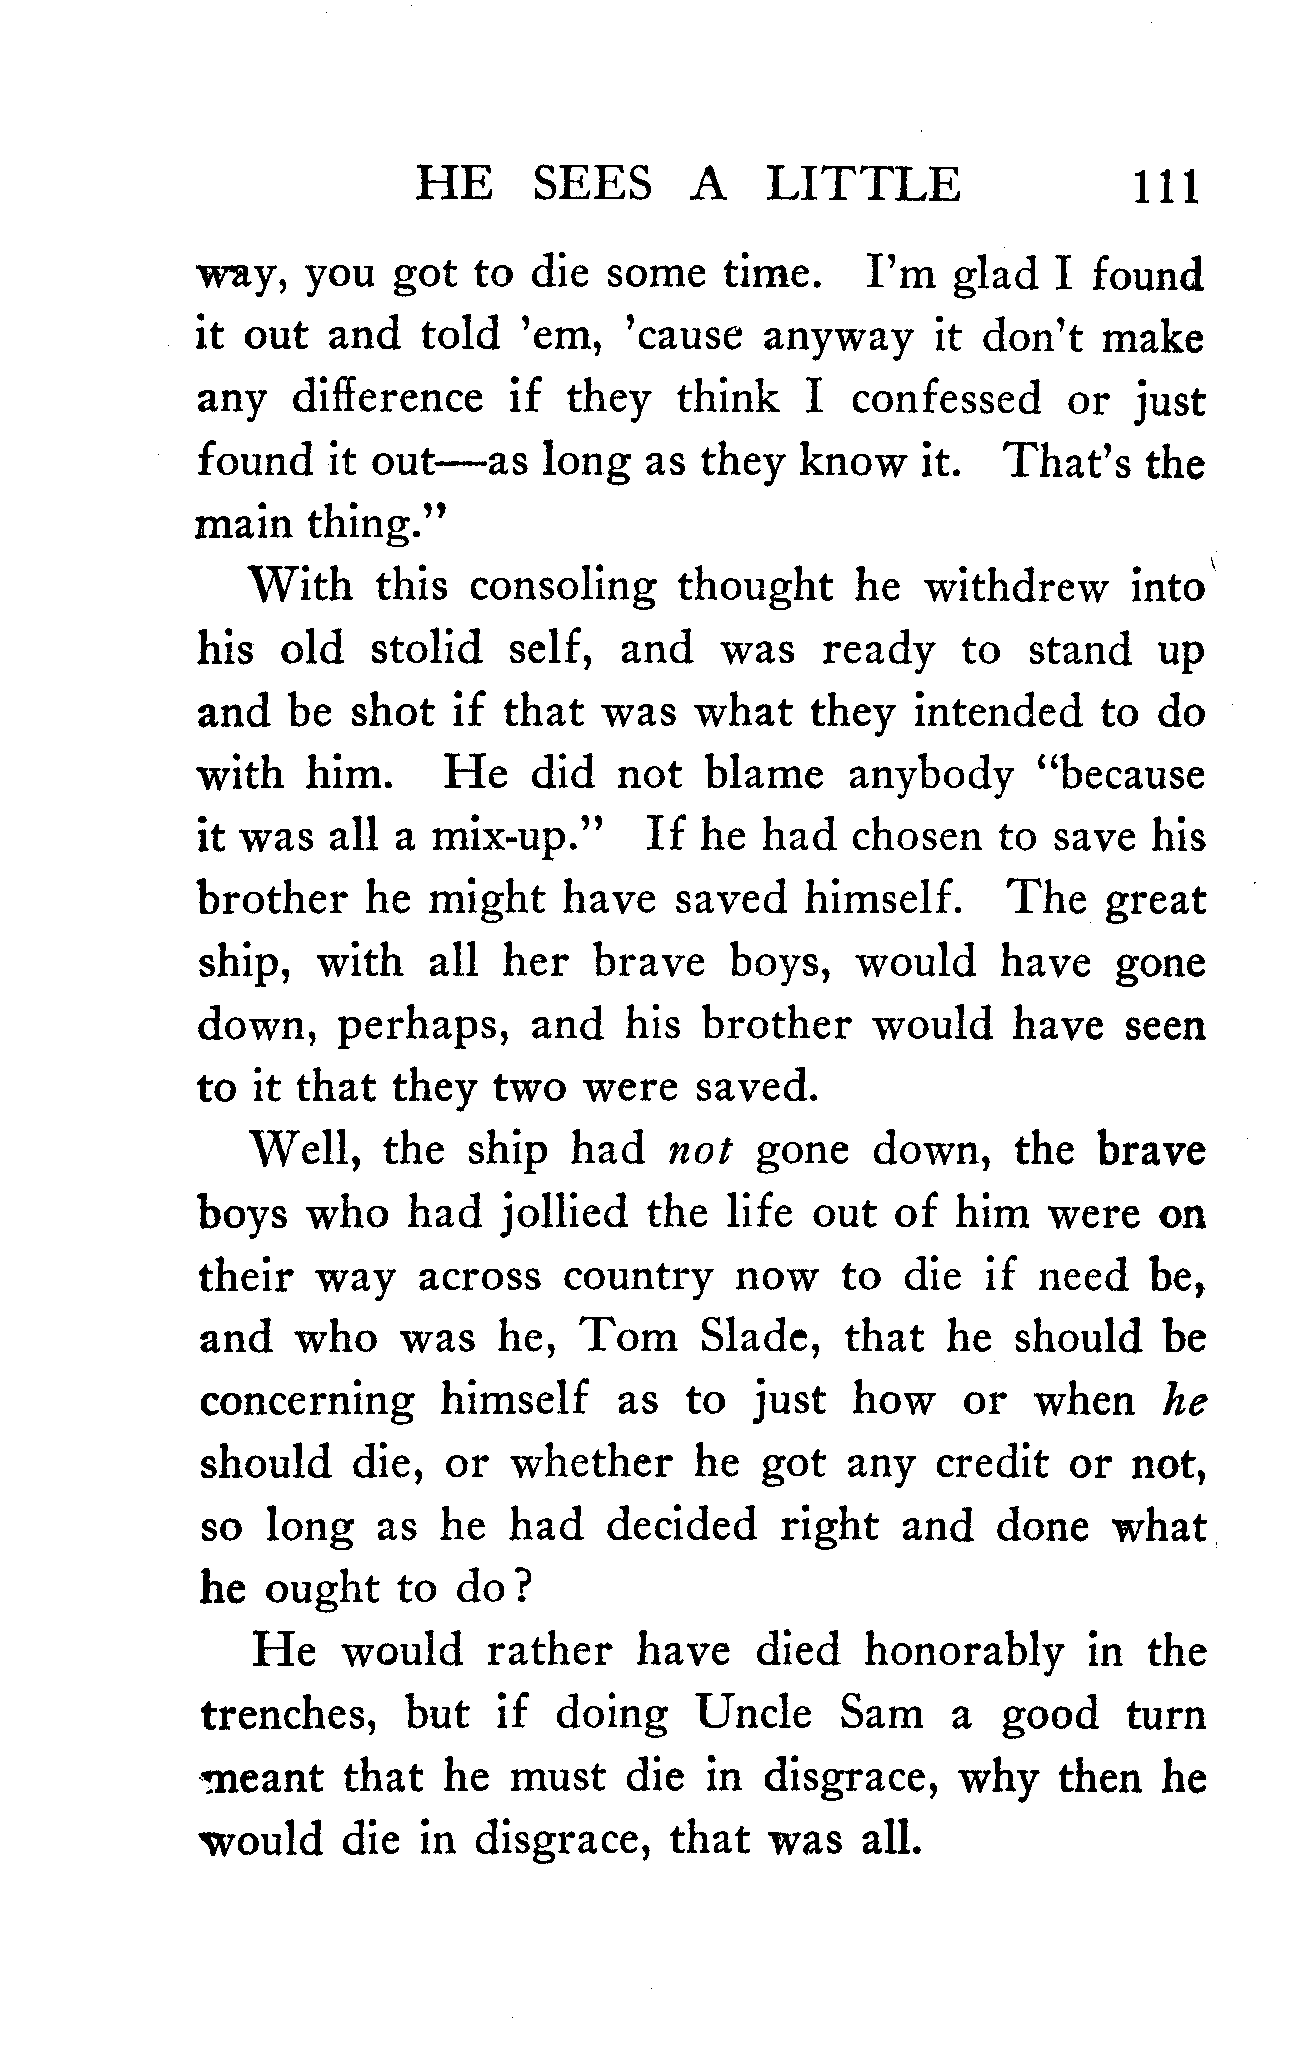 HE SEES A LITTLE 111
way, you got to die some time. I'm glad I found
it out and told 'em, 'cause anyway it don't make
any difference if they think I confessed or just
found it out—as long as they know it. That's the
main thing."
With this consoling thought he withdrew into
his old stolid self, and was ready to stand up
and be shot if that was what they intended to do
with him. He did not blame anybody "because
it was all a mix-up." If he had chosen to save his
brother he might have saved himself. The great
ship, with all her brave boys, would have gone
down, perhaps, and his brother would have seen
to it that they two were saved.
Well, the ship had not gone down, the brave
boys who had jollied the life out of him were on
their way across country now to die if need be,
and who was he, Tom Slade, that he should be
concerning himself as to just how or when he
should die, or whether he got any credit or not,
so long as he had decided right and done what
he ought to do?
He would rather have died honorably in the
trenches, but if doing Uncle Sam a good turn
meant that he must die in disgrace, why then he
would die in disgrace, that was all.